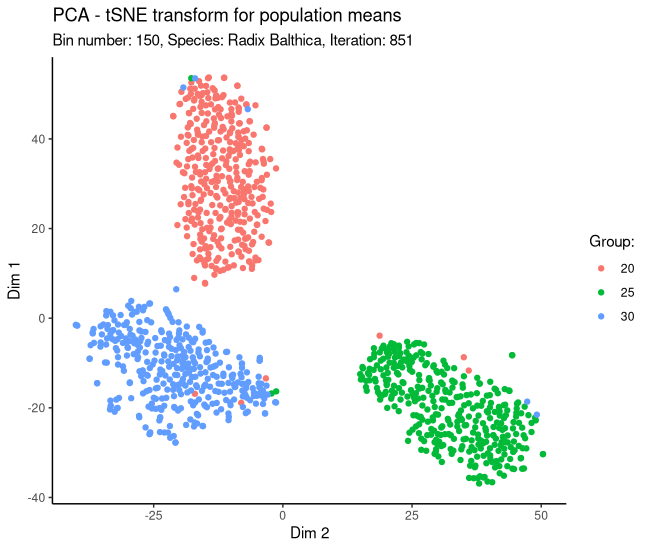 PCA - tSNE transform for population means
Bin number: 150, Species: Radix Balthica, Iteration: 851
40
20
0
-20
-40
Dim 1
-25
0
25
50
Dim 2
Group:
20
25
30